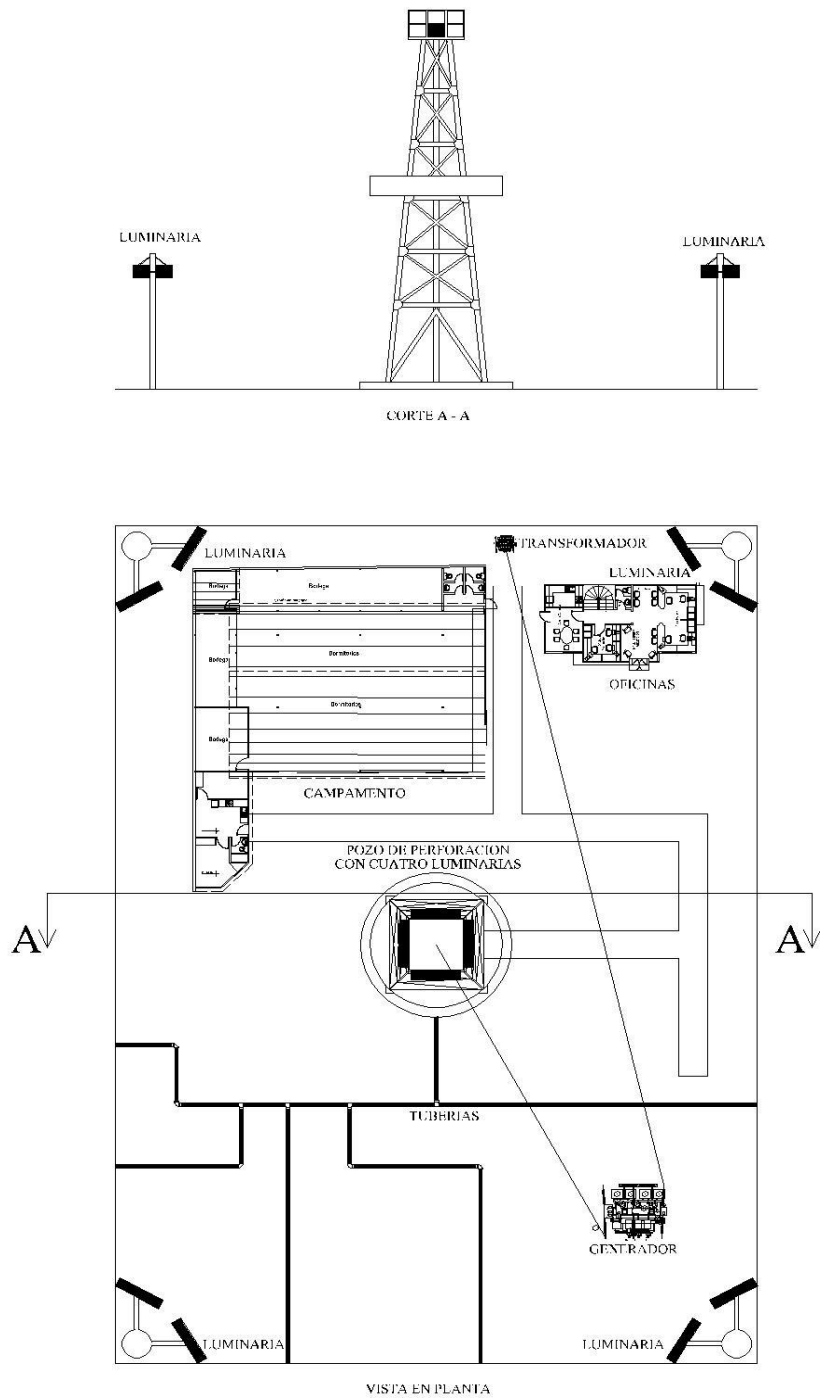 LUMINARIA
LUMINARIA
CORTE A - A
LUMINARIA
TRANSFORMADOR
LUMINARIA
Bodega
Bodega
Bodega
Dormitorios
OFICINAS
Dormitorios
Bodega
CAMPAMENTO
POZO DE PERFORACION
CON CUATRO LUMINARIAS
A
A
TUBERIAS
GENERADOR
LUMINARIA
LUMINARIA
VISTA EN PLANTA